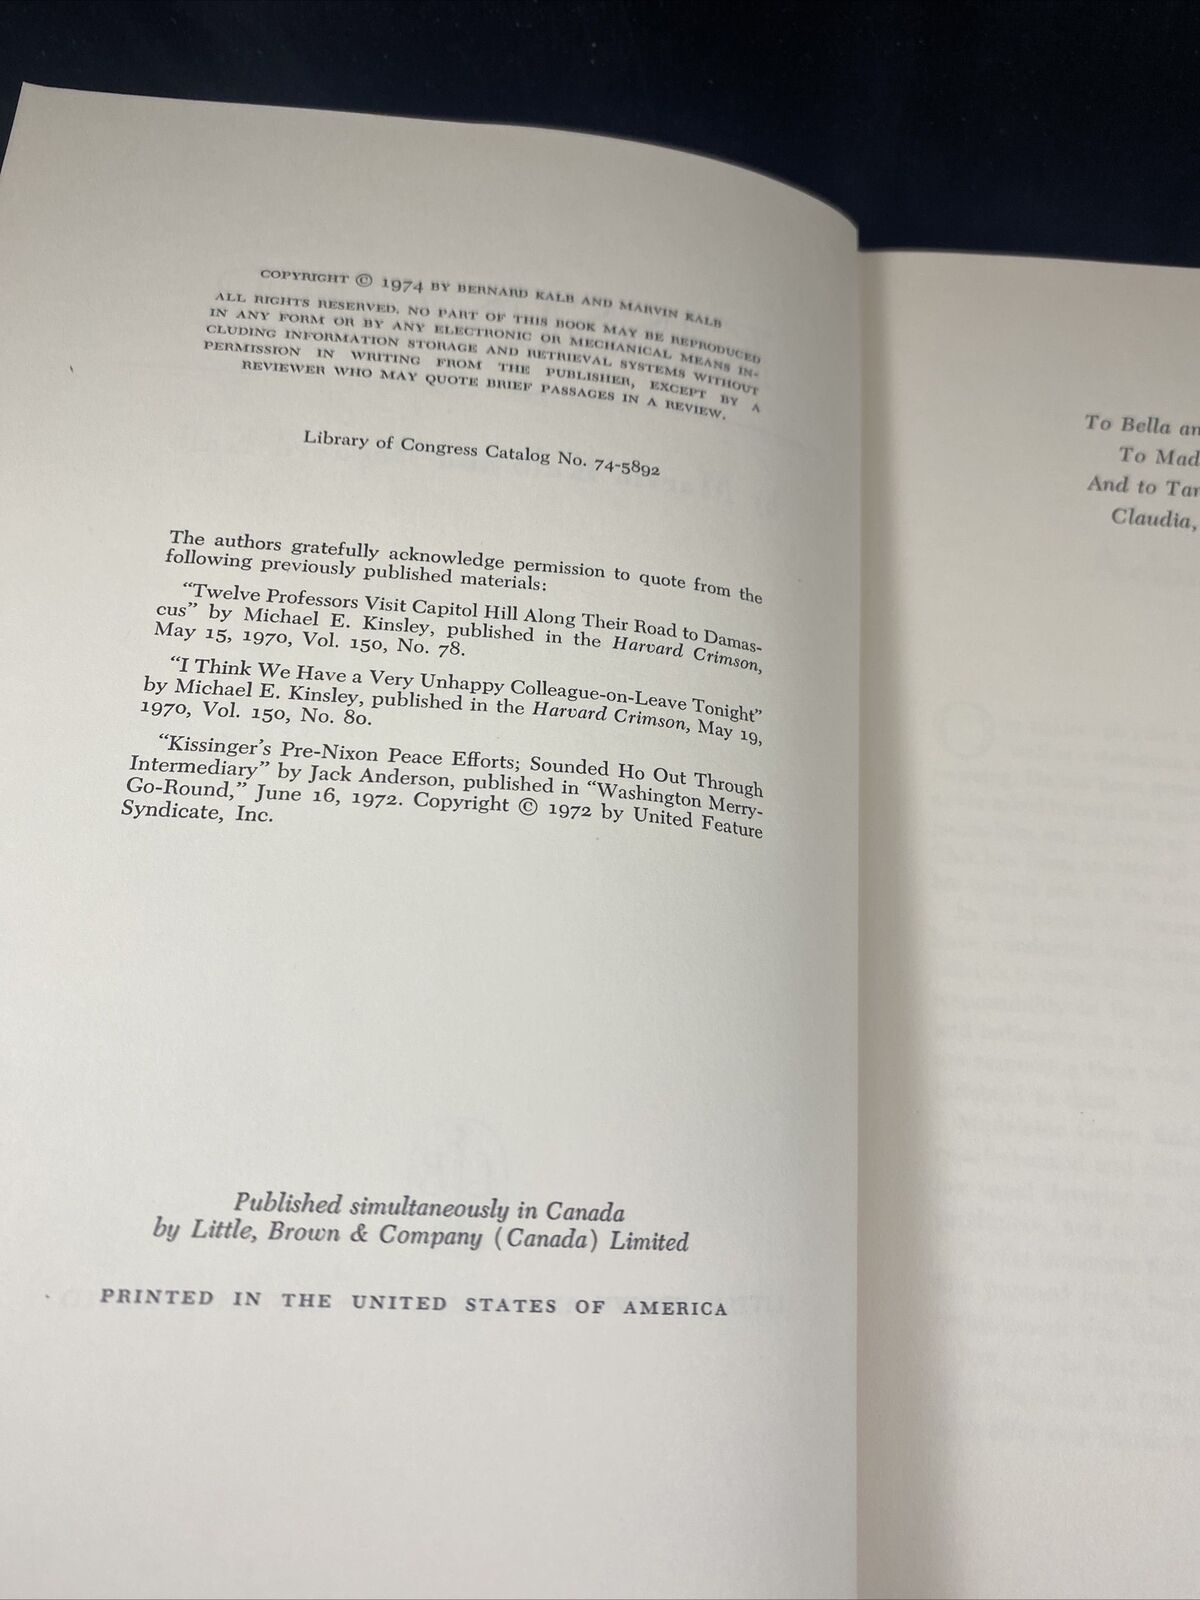 COPYRIGHT © 1974 BY BERNARD KALB AND MARVIN KALB
ALL RIGHTS RESERVED. NO PART OF THIS BOOK MAY BE REPRODUCED
IN ANY FORM OR BY ANY ELECTRONIC OR MECHANICAL MEANS IN-
CLUDING INFORMATION STORAGE AND RETRIEVAL SYSTEMS WITHOUT
PERMISSION IN WRITING FROM THE PUBLISHER, EXCEPT BY A
REVIEWER WHO MAY QUOTE BRIEF PASSAGES IN A REVIEW.
Library of Congress Catalog No. 74-5892
The authors gratefully acknowledge permission to quote from the
following previously published materials:
"Twelve Professors Visit Capitol Hill Along Their Road to Damas-
cus" by Michael E. Kinsley, published in the Harvard Crimson,
May 15, 1970, Vol. 150, No. 78.
"I Think We Have a Very Unhappy Colleague-on-Leave Tonight"
by Michael E. Kinsley, published in the Harvard Crimson, May 19,
1970, Vol. 150, No. 80.
"Kissinger's Pre-Nixon Peace Efforts; Sounded Ho Out Through
Intermediary" by Jack Anderson, published in "Washington Merry-
Go-Round," June 16, 1972. Copyright © 1972 by United Feature
Syndicate, Inc.
Published simultaneously in Canada
by Little, Brown & Company (Canada) Limited
PRINTED IN THE UNITED STATES OF AMERICA
To Bella an
To Mad
And to Tar
Claudia,